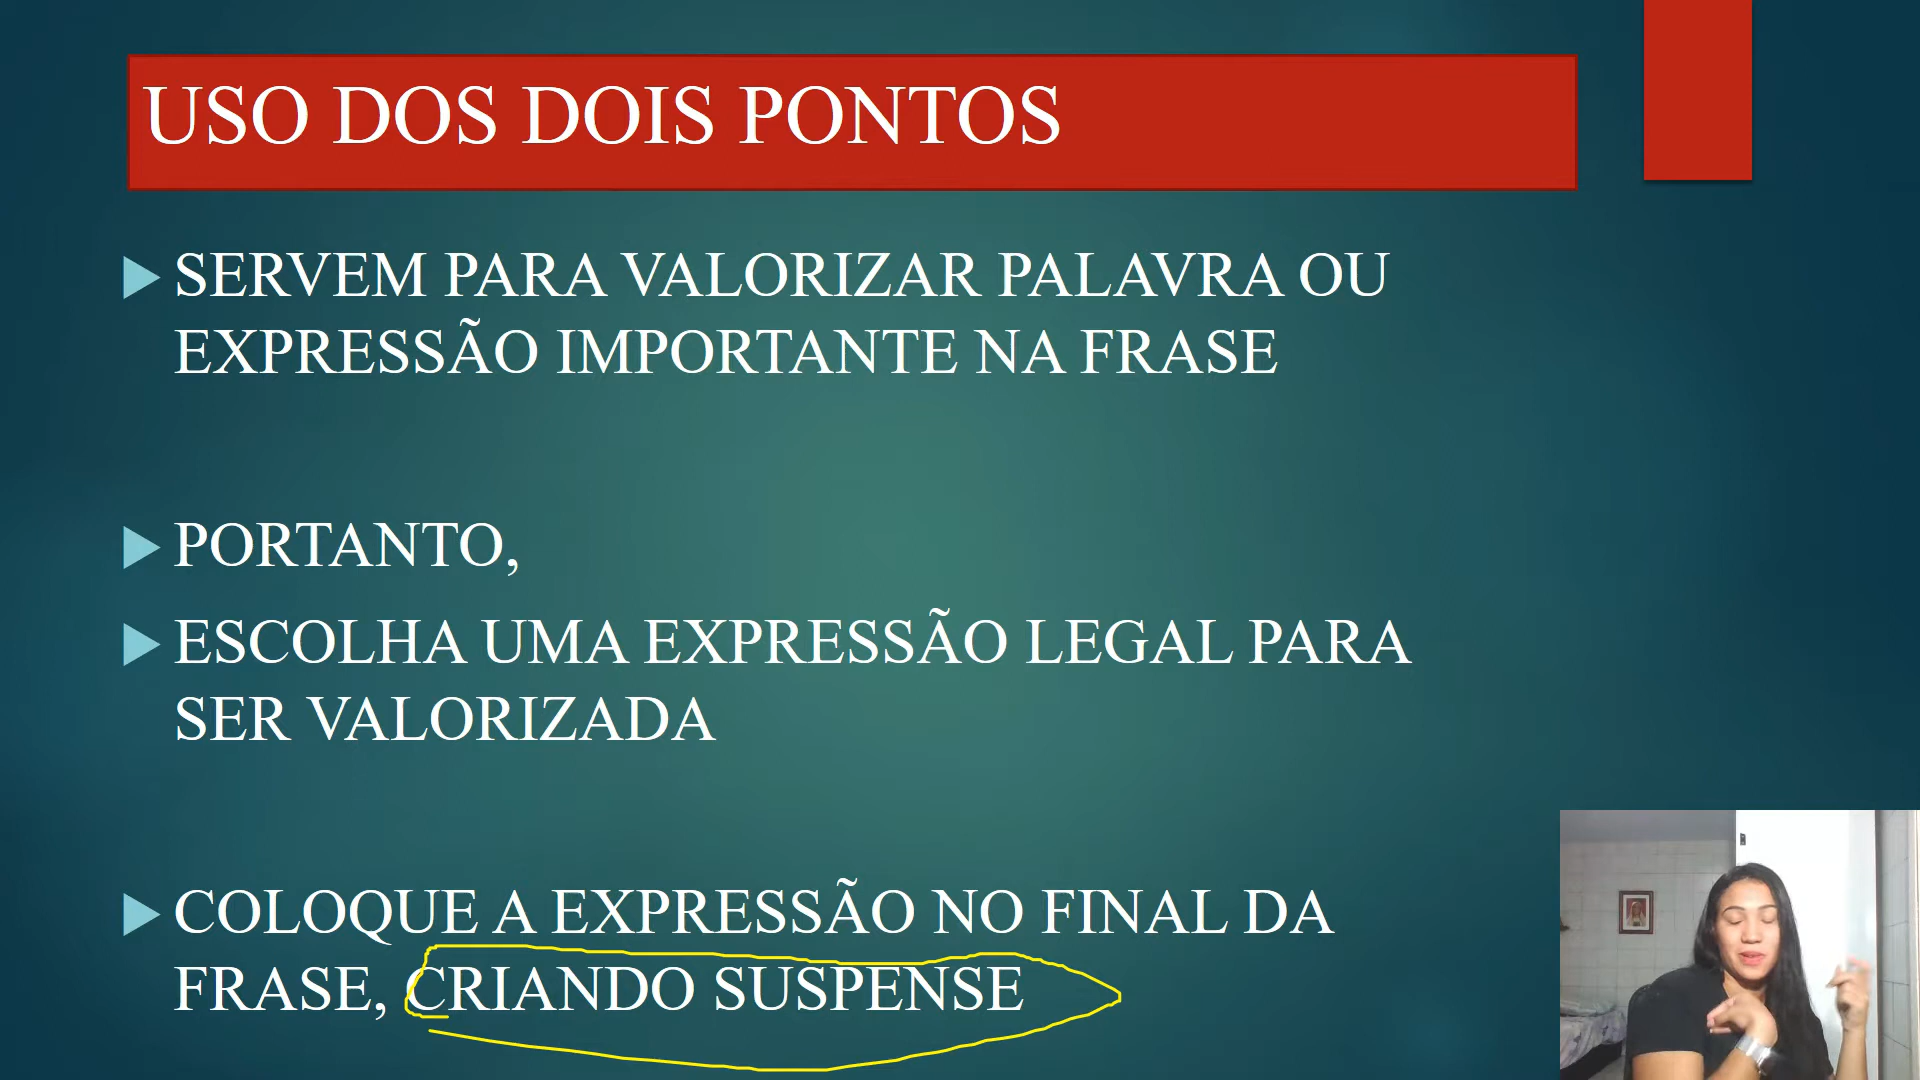 USO DOS DOIS PONTOS
SERVEM PARA VALORIZAR PALAVRA OU
EXPRESSÃO IMPORTANTE NA FRASE
PORTANTO,
ESCOLHA UMA EXPRESSÃO LEGAL PARA
SER VALORIZADA
COLOQUE A EXPRESSÃO NO FINAL DA
FRASE, CRIANDO SUSPENSE